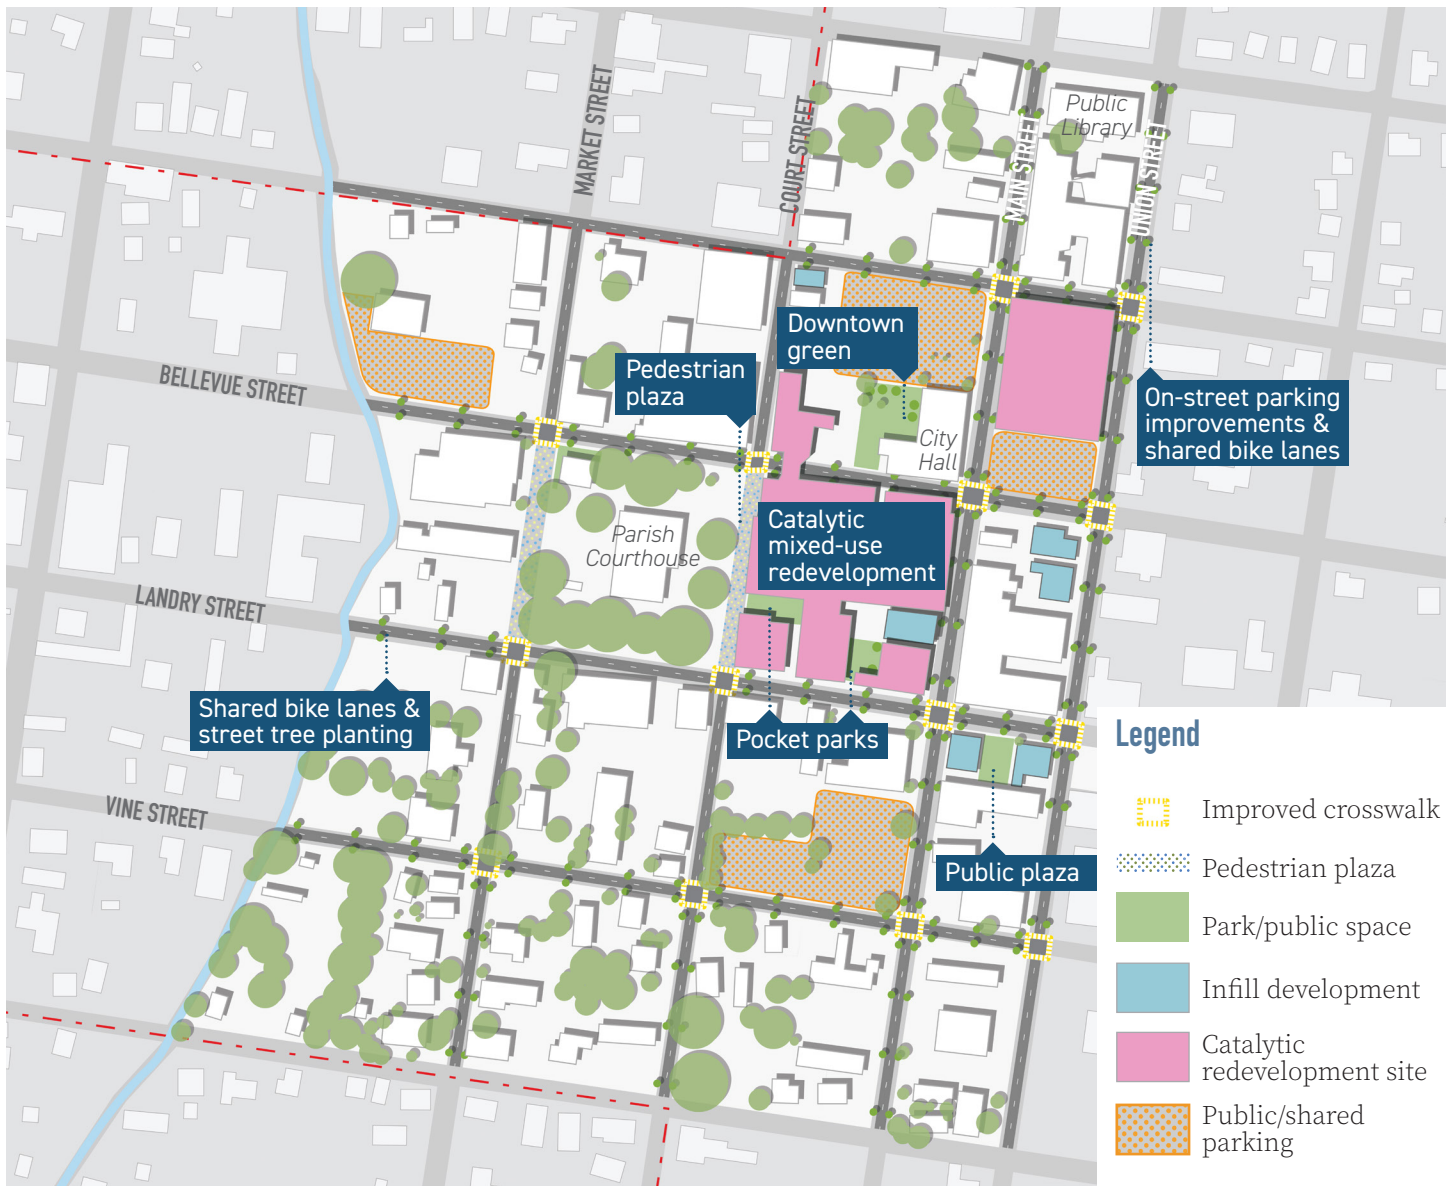 MARKET STREET
COURT STREET
MAIN STREET
Public
Library
UNION STREET
BELLEVUE STREET
Downtown
green
Pedestrian
plaza
On-street parking
improvements &
shared bike lanes
City
Hall
Parish
Courthouse
Catalytic
mixed-use
redevelopment
LANDRY STREET
Shared bike lanes &
street tree planting
Pocket parks
VINE STREET
Public plaza
Legend
Improved crosswalk
Pedestrian plaza
Park/public space
Infill development
Catalytic
redevelopment site
Public/shared
parking